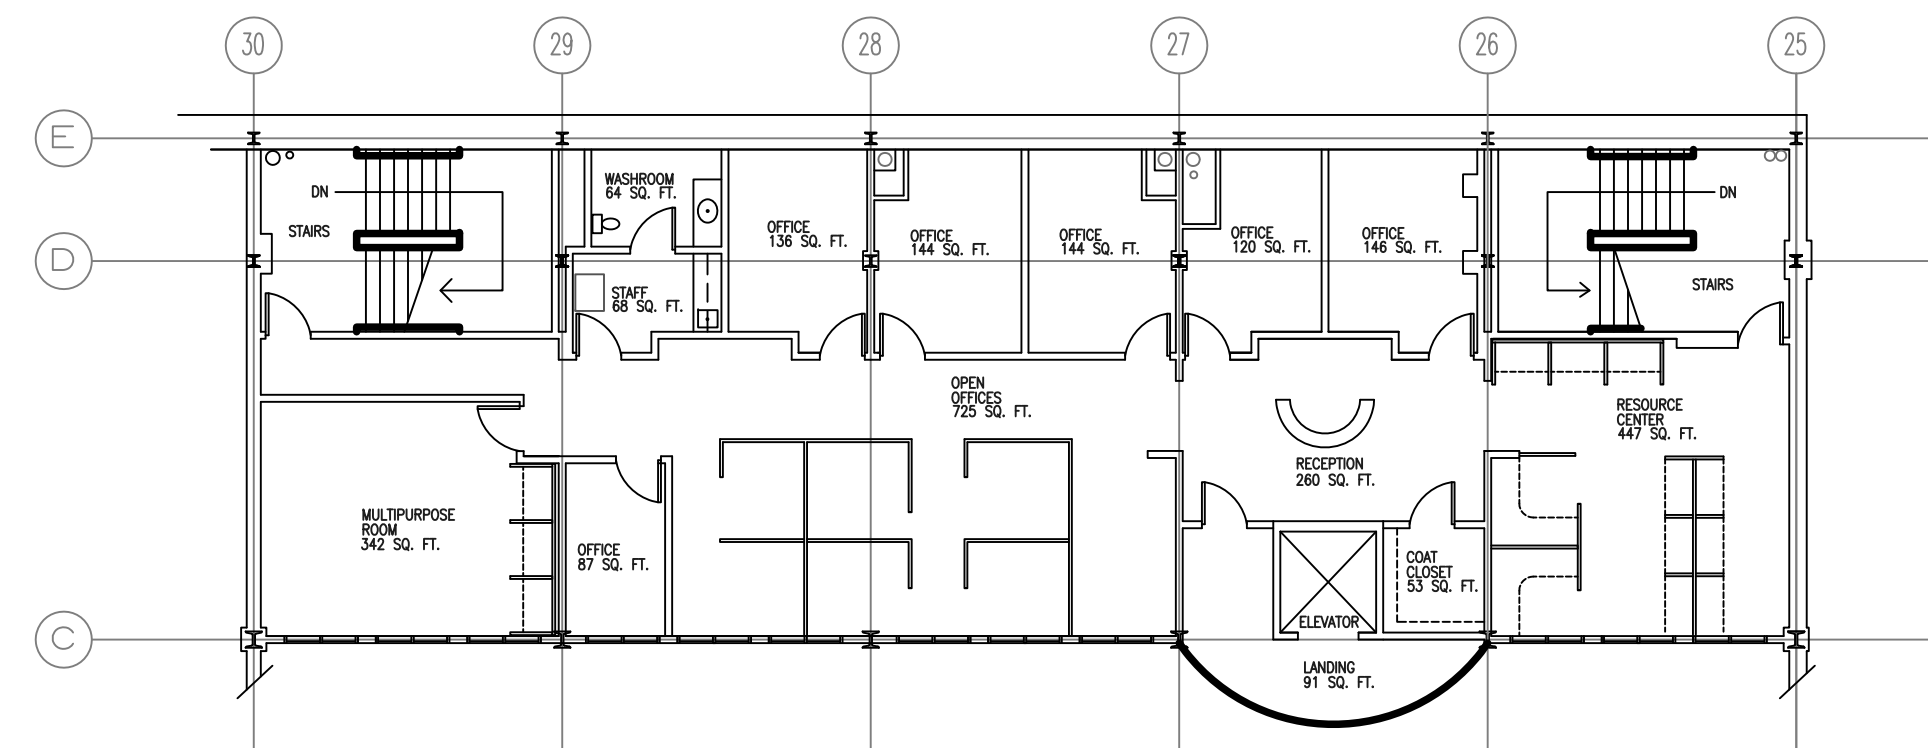 30 29 28 27 26 25
E
D
C
DN
STAIRS
WASHROOM
64 SQ. FT.
STAFF
68 SQ. FT.
OFFICE
136 SQ. FT.
OFFICE
144 SQ. FT.
OFFICE
144 SQ. FT.
OFFICE
120 SQ. FT.
OFFICE
146 SQ. FT.
DN
STAIRS
OPEN
OFFICES
725 SQ. FT.
RESOURCE
CENTER
447 SQ. FT.
RECEPTION
260 SQ. FT.
MULTIPURPOSE
ROOM
342 SQ. FT.
OFFICE
87 SQ. FT.
COAT
CLOSET
53 SQ. FT.
ELEVATOR
LANDING
91 SQ. FT.